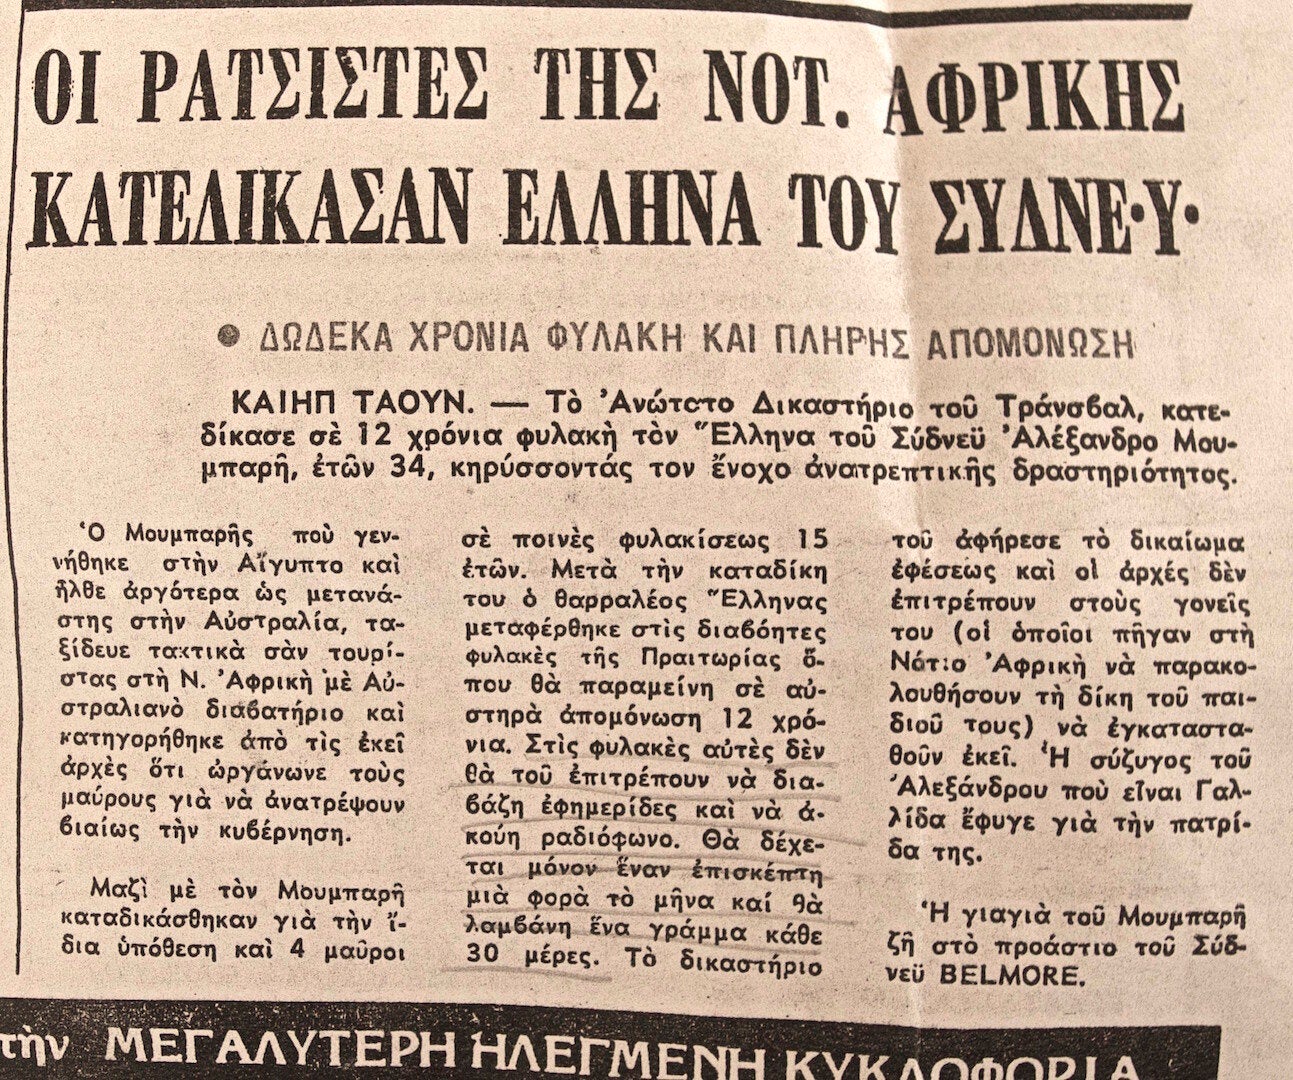 ΟΙ ΡΑΤΣΙΣΤΕΣ ΤΗΣ ΝΟΤ. ΑΦΡΙΚΗΣ
ΚΑΤΕΔΙΚΑΣΑΝ ΕΛΛΗΝΑ ΤΟΥ ΣΥΔΝΕ·Υ·
● ΔΩΔΕΚΑ ΧΡΟΝΙΑ ΦΥΛΑΚΗ ΚΑΙ ΠΛΗΡΗΣ ΑΠΟΜΟΝΩΣΗ
ΚΑΙΗΠ ΤΑΟΥΝ. — Τὸ Ἀνώτατο Δικαστήριο τοῦ Τράνσβαλ, κατε-
δίκασε σὲ 12 χρόνια φυλακὴ τὸν Ἕλληνα τοῦ Σύδνεϋ Ἀλέξανδρο Μου-
μπαρῆ, ἐτῶν 34, κηρύσσοντάς τον ἔνοχο ἀνατρεπτικῆς δραστηριότητος.
Ὁ Μουμπαρῆς ποὺ γεν-
νήθηκε στὴν Αἴγυπτο καὶ
ἦλθε ἀργότερα ὡς μετανά-
στης στὴν Αὐστραλία, τα-
ξίδευε τακτικὰ σὰν τουρί-
στας στὴ Ν. Ἀφρικὴ μὲ Αὐ-
στραλιανὸ διαβατήριο καὶ
κατηγορήθηκε ἀπὸ τὶς ἐκεῖ
ἀρχὲς ὅτι ὠργάνωνε τοὺς
μαύρους γιὰ νὰ ἀνατρέψουν
βιαίως τὴν κυβέρνηση.
Μαζὶ μὲ τὸν Μουμπαρῆ
καταδικάσθηκαν γιὰ τὴν ἴ-
δια ὑπόθεση καὶ 4 μαῦροι
σὲ ποινὲς φυλακίσεως 15
ἐτῶν. Μετὰ τὴν καταδίκη
του ὁ θαρραλέος Ἕλληνας
μεταφέρθηκε στὶς διαβόητες
φυλακὲς τῆς Πραιτωρίας ὅ-
που θὰ παραμείνη σὲ αὐ-
στηρὰ ἀπομόνωση 12 χρό-
νια. Στὶς φυλακὲς αὐτὲς δὲν
θὰ τοῦ ἐπιτρέπουν νὰ δια-
βάζη ἐφημερίδες καὶ νὰ ἀ-
κούη ραδιόφωνο. Θὰ δέχε-
ται μόνον ἕναν ἐπισκέπτη
μιὰ φορὰ τὸ μῆνα καί θὰ
λαμβάνη ἕνα γράμμα κάθε
30 μέρες. Τὸ δικαστήριο
τοῦ ἀφήρεσε τὸ δικαίωμα
ἐφέσεως καὶ οἱ ἀρχές δὲν
ἐπιτρέπουν στοὺς γονεῖς
του (οἱ ὁποῖοι πῆγαν στὴ
Νότιο Ἀφρικὴ νὰ παρακο-
λουθήσουν τὴ δίκη τοῦ παι-
διοῦ τους) νὰ ἐγκαταστα-
θοῦν ἐκεῖ. Ἡ σύζυγος τοῦ
Ἀλεξάνδρου ποὺ εἶναι Γαλ-
λίδα ἔφυγε γιὰ τὴν πατρί-
δα της.
Ἡ γιαγιὰ τοῦ Μουμπαρῆ
ζῆ στὸ προάστιο τοῦ Σύδ-
νεϋ BELMORE.
τὴν ΜΕΓΑΛΥΤΕΡΗ ΗΛΕΓΜΕΝΗ ΚΥΚΛΟΦΟΡΙΑ